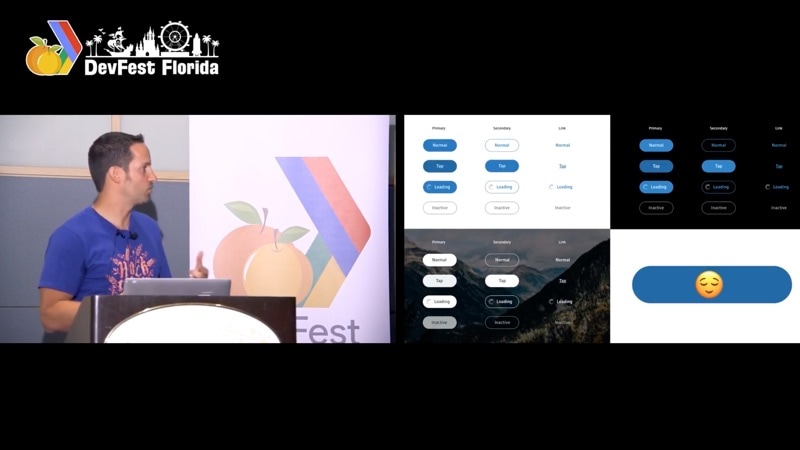 DevFest Florida
Fest
Primary Secondary Link
Normal Normal Normal
Tap Tap Tap
Loading Loading Loading
Inactive Inactive Inactive
Primary Secondary Link
Normal Normal Normal
Tap Tap Tap
Loading Loading Loading
Inactive Inactive Inactive
Primary Secondary Link
Normal Normal Normal
Tap Tap Tap
Loading Loading Loading
Inactive Inactive Inactive